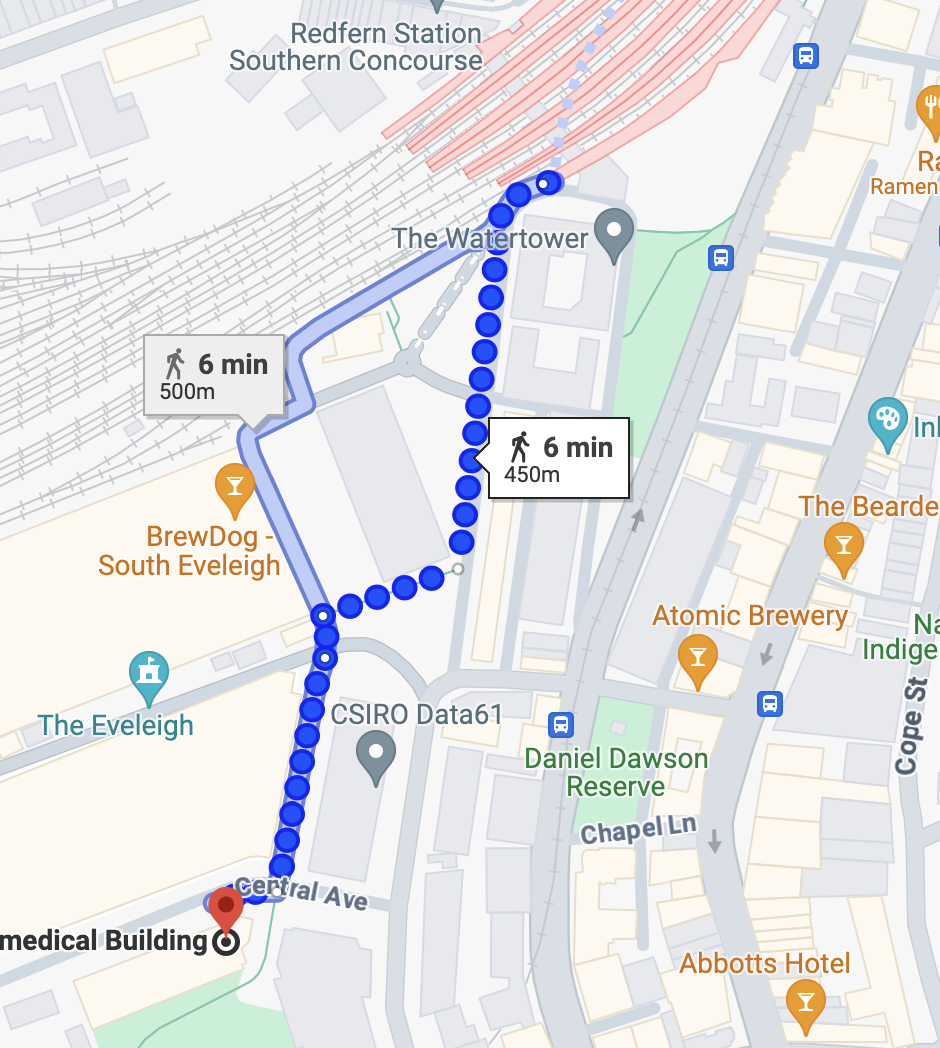 Redfern Station
Southern Concourse
Ra
Ramen
The Watertower
6 min
500m
6 min
450m
Inl
BrewDog -
South Eveleigh
The Bearde
Atomic Brewery
Na
Indige
The Eveleigh
CSIRO Data61
Cope St
Daniel Dawson
Reserve
Chapel Ln
Central Ave
medical Building
Abbotts Hotel